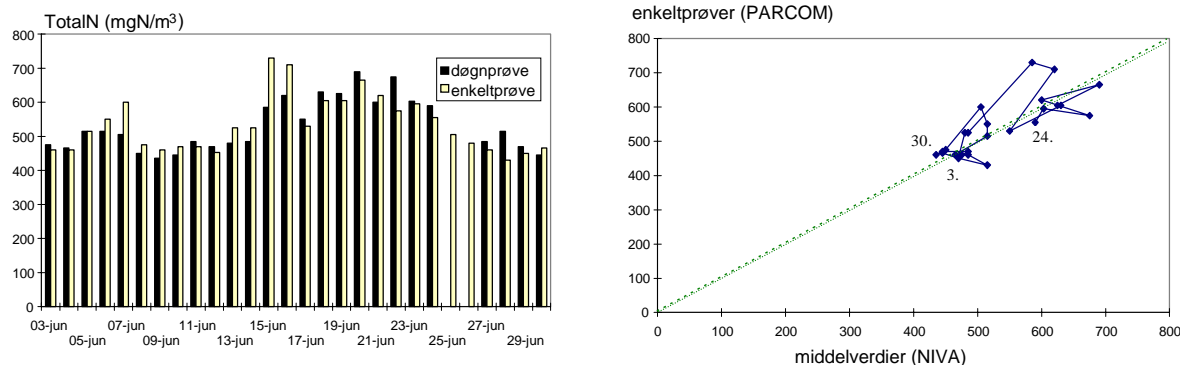 TotalN (mgN/m³)
800
700
600
500
400
300
200
100
0
døgnprøve
enkeltprøve
03-jun 07-jun 11-jun 15-jun 19-jun 23-jun 27-jun
05-jun 09-jun 13-jun 17-jun 21-jun 25-jun 29-jun
enkeltprøver (PARCOM)
800
700
600
500
400
300
200
100
0
30.
3.
24.
0 100 200 300 400 500 600 700 800
middelverdier (NIVA)